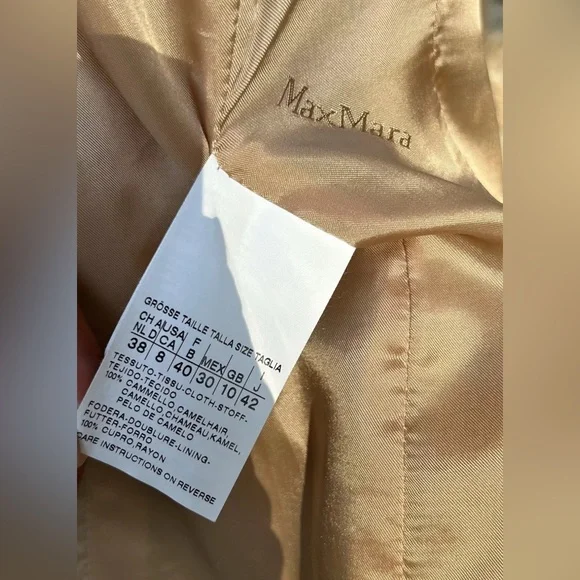 MaxMara
GRÖSSE TAILLE TALLA SIZE TAGLIA
CH A USA F I
NL D CA B MEX GB J
38 8 40 30 10 42
TESSUTO-TISSU-CLOTH-STOFF-
TEJIDO-TECIDO
100% CAMMELLO,CAMELHAIR,
CAMELLO,CHAMEAU,KAMEL,
PELO DE CAMELO
FODERA-DOUBLURE-LINING-
FUTTER-FORRO
100% CUPRO,RAYON
CARE INSTRUCTIONS ON REVERSE